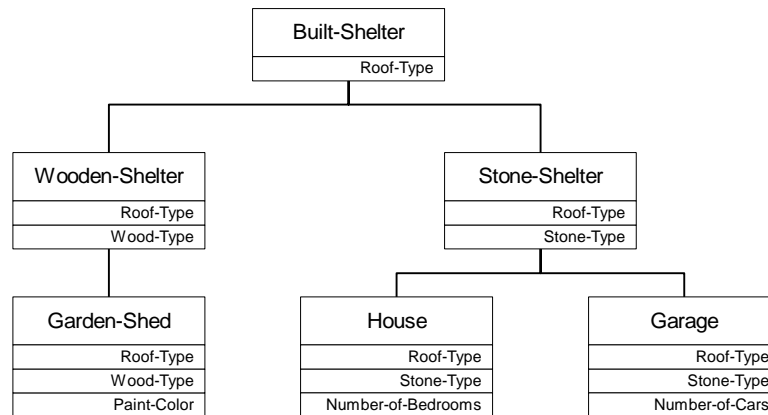 Built-Shelter
Roof-Type
Wooden-Shelter
Roof-Type
Wood-Type
Stone-Shelter
Roof-Type
Stone-Type
Garden-Shed
Roof-Type
Wood-Type
Paint-Color
House
Roof-Type
Stone-Type
Number-of-Bedrooms
Garage
Roof-Type
Stone-Type
Number-of-Cars